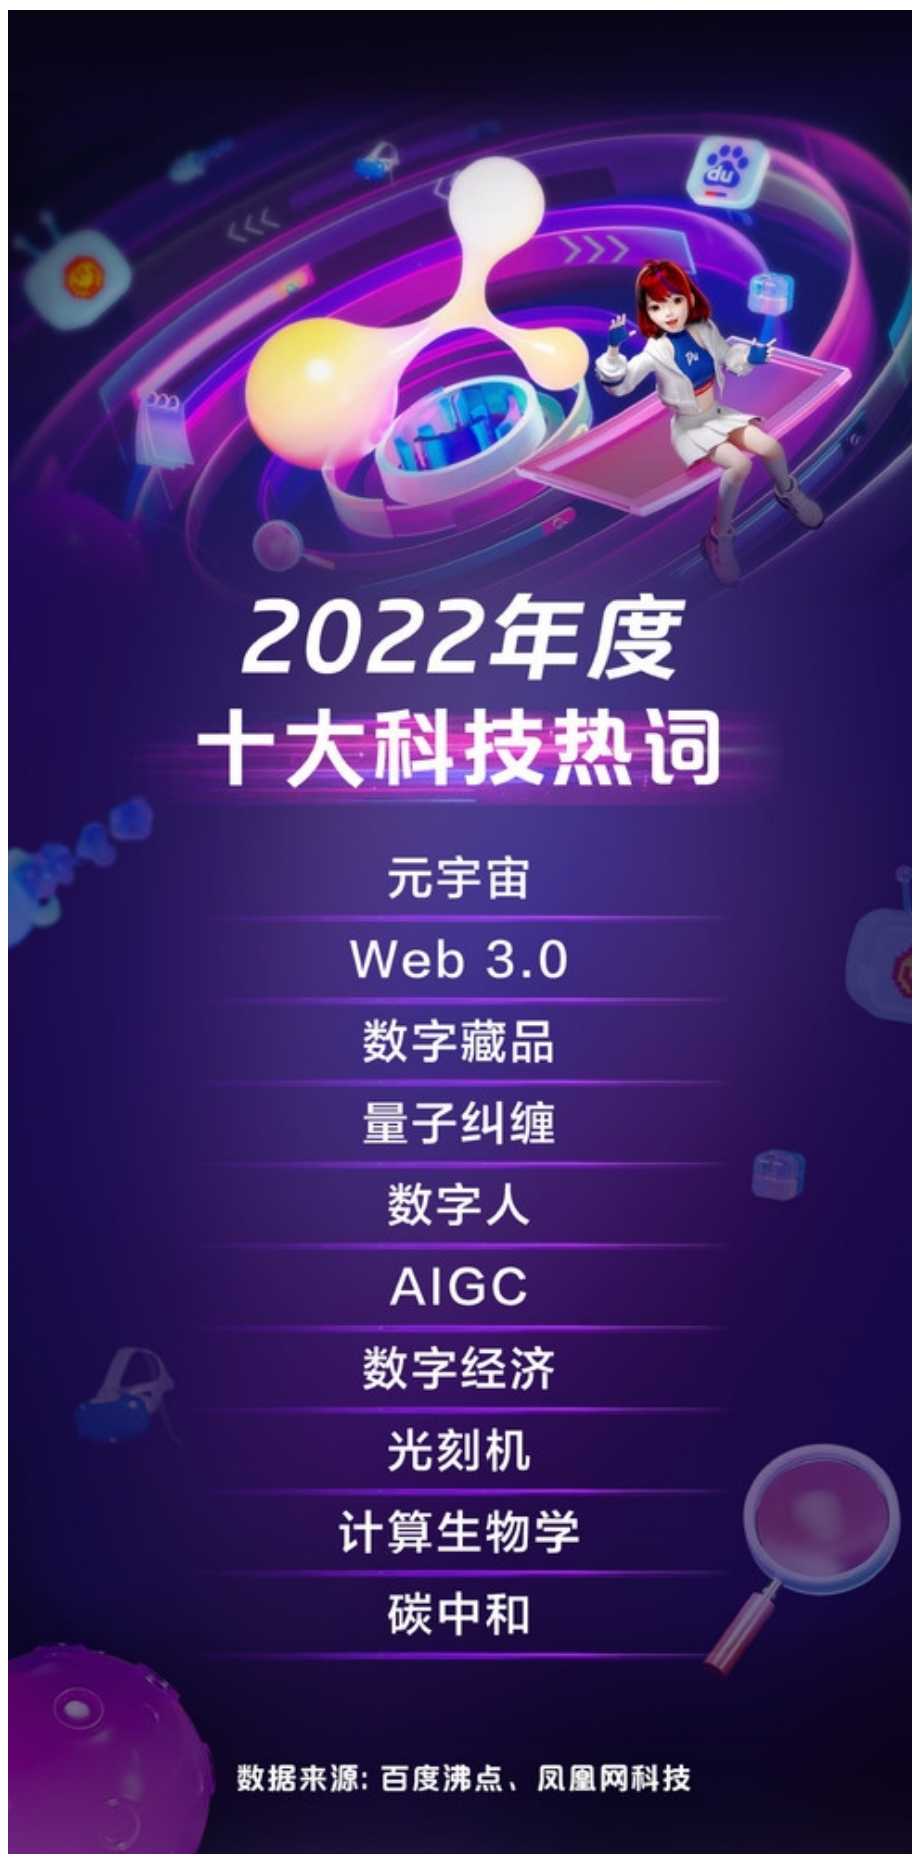 du
Du
2022年度
十大科技热词
元宇宙
Web 3.0
数字藏品
量子纠缠
数字人
AIGC
数字经济
光刻机
计算生物学
碳中和
数据来源: 百度沸点、凤凰网科技